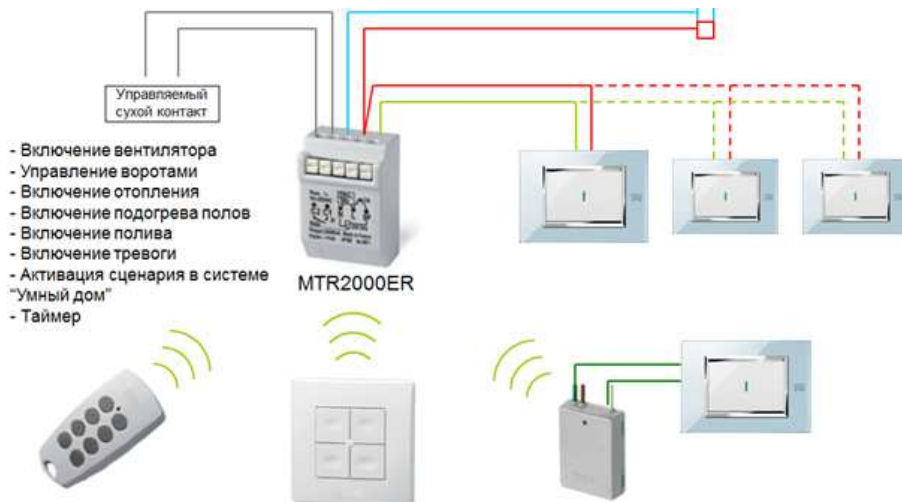 Управляемый
сухой контакт
- Включение вентилятора
- Управление воротами
- Включение отопления
- Включение подогрева полов
- Включение полива
- Включение тревоги
- Активация сценария в системе
"Умный дом"
- Таймер
MTR2000ER